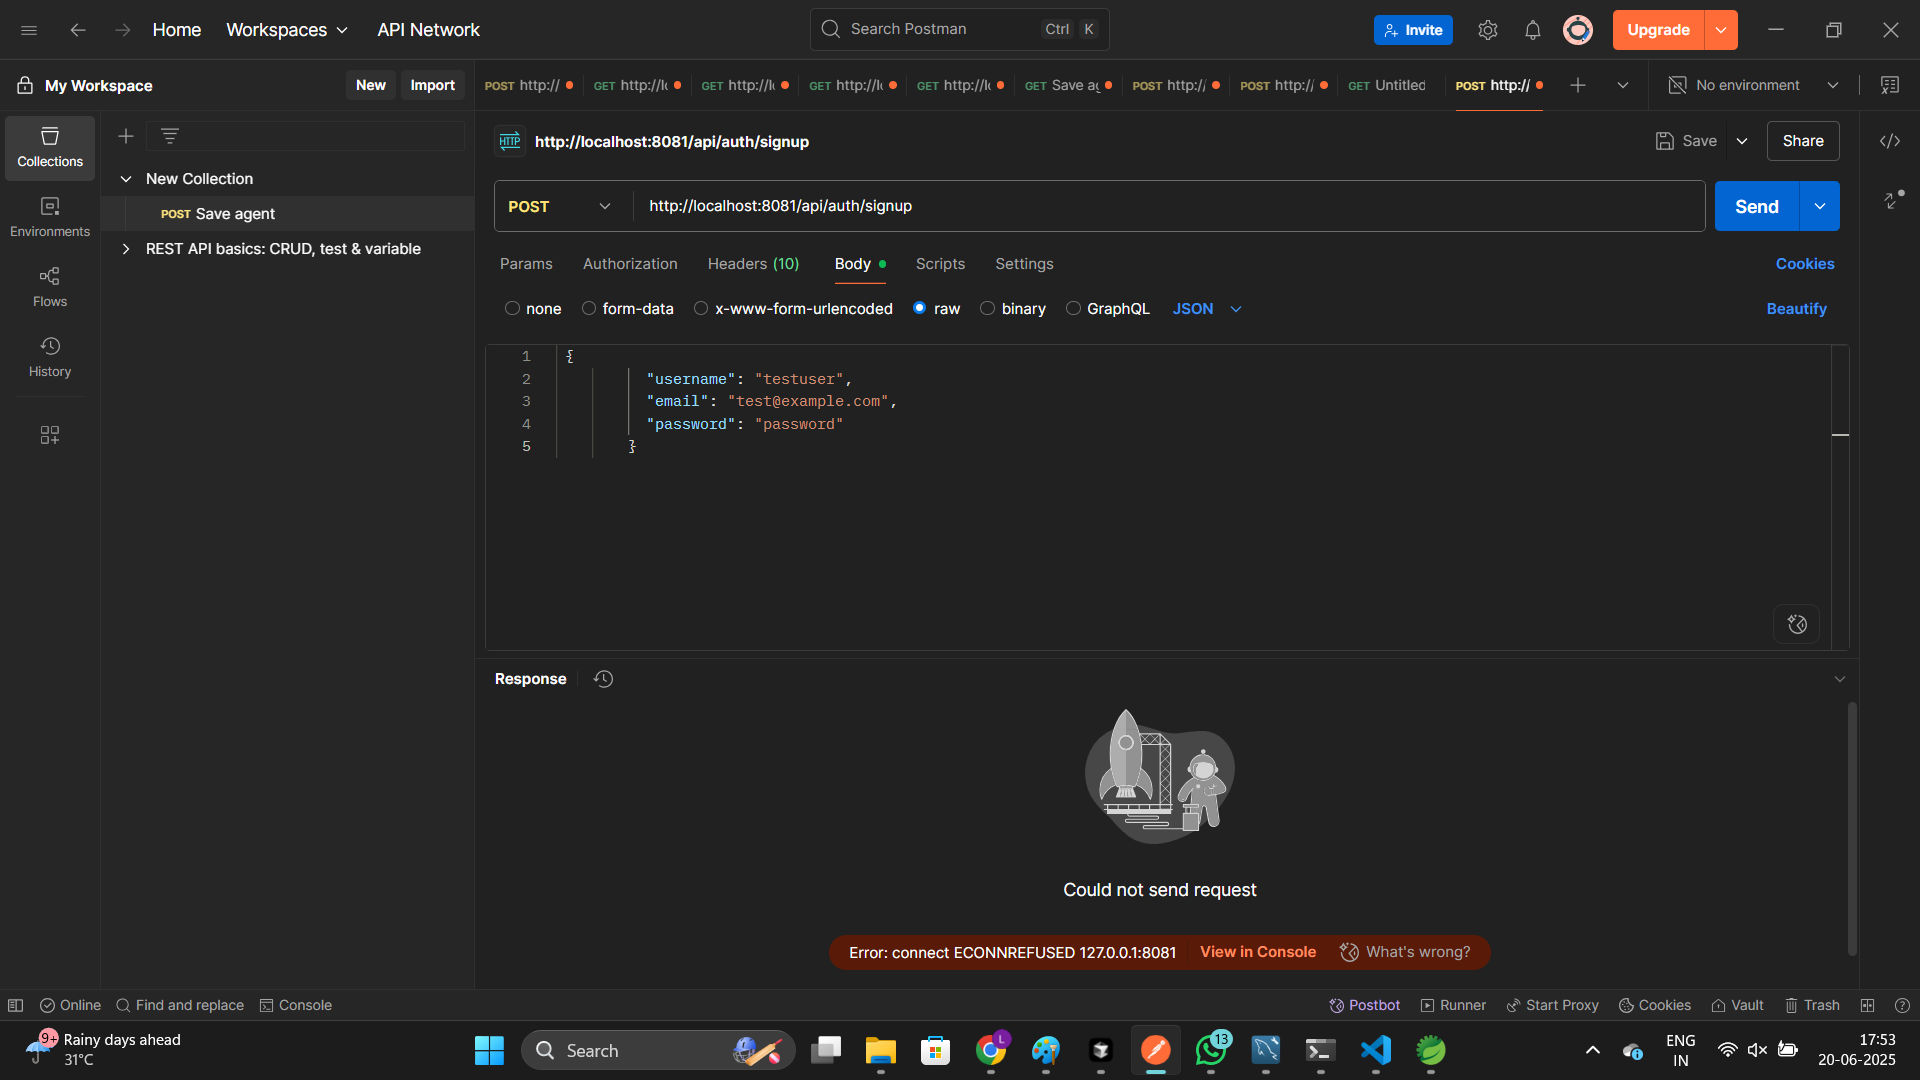 Home
Workspaces
API Network
Search Postman
Ctrl
K
Invite
Upgrade
My Workspace
New
Import
POST http:/
GET http://l
GET http://l
GET http://l
GET http://l
GET Save ag
POST http:/
POST http:/
GET Untitled
POST http:/
No environment
Collections
Environments
Flows
History
New Collection
POST Save agent
REST API basics: CRUD, test & variable
HTTP
http://localhost:8081/api/auth/signup
Save
Share
POST
http://localhost:8081/api/auth/signup
Send
Params
Authorization
Headers (10)
Body
Scripts
Settings
Cookies
none
form-data
x-www-form-urlencoded
raw
binary
GraphQL
JSON
Beautify
1 {
2 "username": "testuser",
3 "email": "test@example.com",
4 "password": "password"
5 }
Response
Could not send request
Error: connect ECONNREFUSED 127.0.0.1:8081
View in Console
What's wrong?
Online
Find and replace
Console
Postbot
Runner
Start Proxy
Cookies
Vault
Trash
9+
Rainy days ahead
31°C
Search
L
13
ENG
IN
17:53
20-06-2025